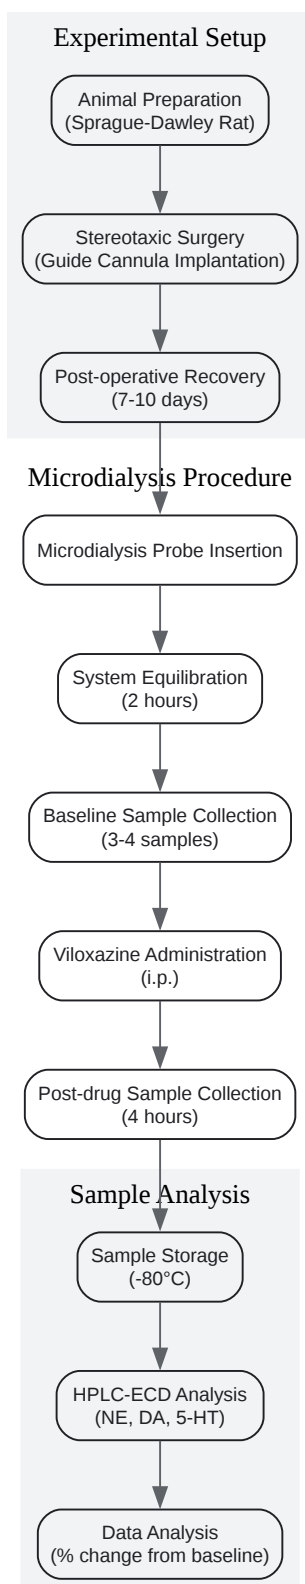 Experimental Setup
Animal Preparation
(Sprague-Dawley Rat)
Stereotaxic Surgery
(Guide Cannula Implantation)
Post-operative Recovery
(7-10 days)
Microdialysis Procedure
Microdialysis Probe Insertion
System Equilibration
(2 hours)
Baseline Sample Collection
(3-4 samples)
Viloxazine Administration
(i.p.)
Post-drug Sample Collection
(4 hours)
Sample Analysis
Sample Storage
(-80°C)
HPLC-ECD Analysis
(NE, DA, 5-HT)
Data Analysis
(% change from baseline)